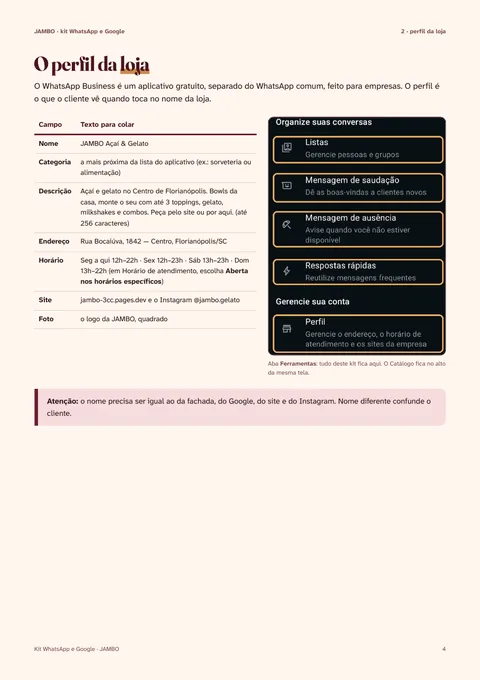 JAMBO · kit WhatsApp e Google
2 · perfil da loja
O perfil da loja
O WhatsApp Business é um aplicativo gratuito, separado do WhatsApp comum, feito para empresas. O perfil é
o que o cliente vê quando toca no nome da loja.
Campo Texto para colar
Nome JAMBO Açaí & Gelato
Categoria a mais próxima da lista do aplicativo (ex.: sorveteria ou
alimentação)
Descrição Açaí e gelato no Centro de Florianópolis. Bowls da
casa, monte o seu com até 3 toppings, gelato,
milkshakes e combos. Peça pelo site ou por aqui. (até
256 caracteres)
Endereço Rua Bocaiúva, 1842 — Centro, Florianópolis/SC
Horário Seg a qui 12h–22h · Sex 12h–23h · Sáb 13h–23h · Dom
13h–22h (em Horário de atendimento, escolha Aberta
nos horários específicos)
Site jambo-3cc.pages.dev e o Instagram @jambo.gelato
Foto o logo da JAMBO, quadrado
Organize suas conversas
Listas
Gerencie pessoas e grupos
Mensagem de saudação
Dê as boas-vindas a clientes novos
Mensagem de ausência
Avise quando você não estiver
disponível
Respostas rápidas
Reutilize mensagens frequentes
Gerencie sua conta
Perfil
Gerencie o endereço, o horário de
atendimento e os sites da empresa
Aba Ferramentas: tudo deste kit fica aqui. O Catálogo fica no alto
da mesma tela.
Atenção: o nome precisa ser igual ao da fachada, do Google, do site e do Instagram. Nome diferente confunde o
cliente.
Kit WhatsApp e Google · JAMBO
4